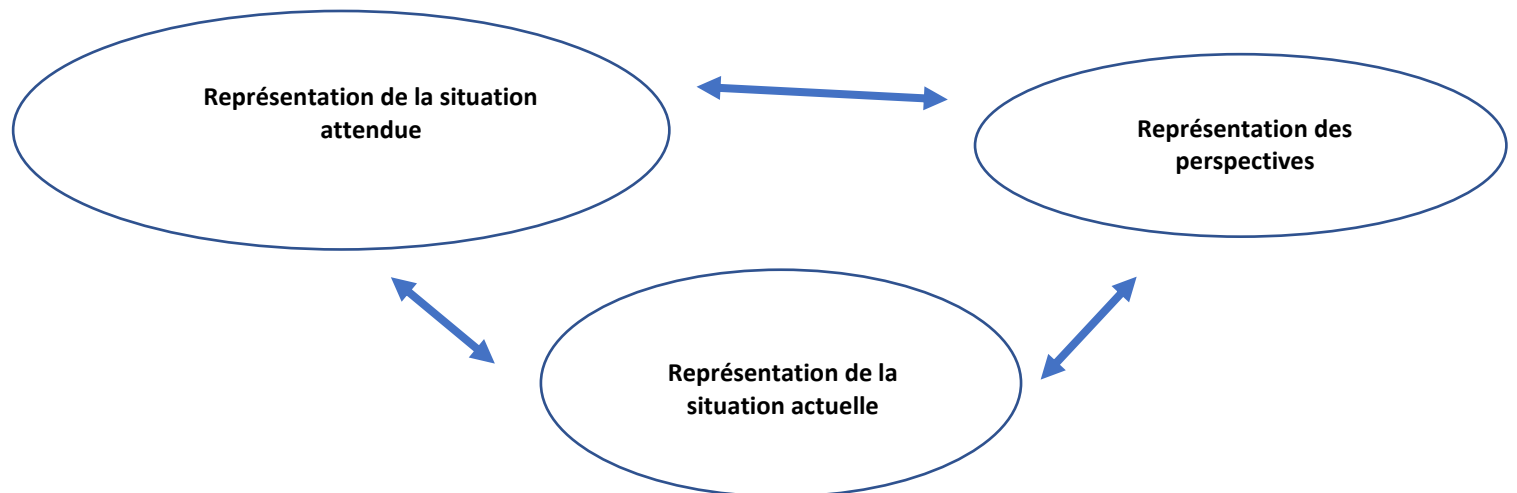 Représentation de la situation
attendue
Représentation des
perspectives
Représentation de la
situation actuelle